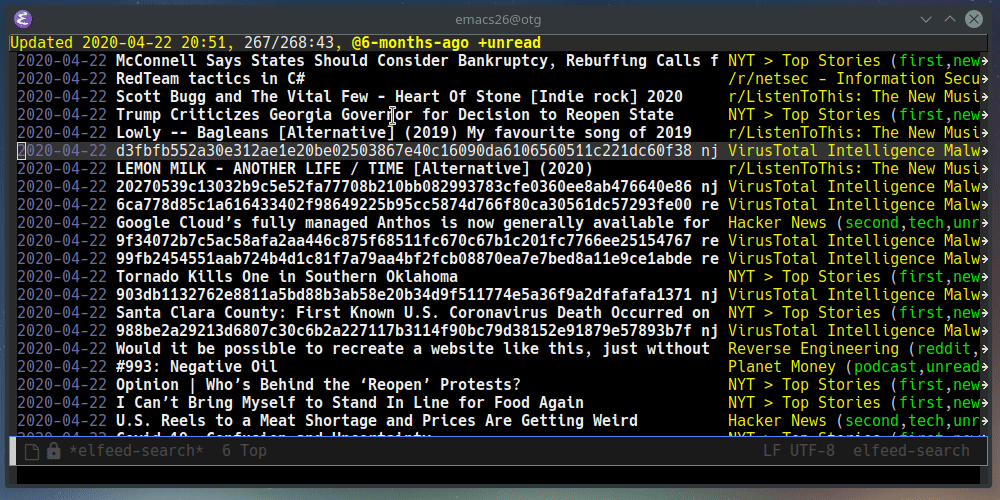 emacs26@otg
Updated 2020-04-22 20:51, 267/268:43, @6-months-ago +unread
2020-04-22 McConnell Says States Should Consider Bankruptcy, Rebuffing Calls f NYT > Top Stories (first,new
2020-04-22 RedTeam tactics in C# /r/netsec - Information Secu
2020-04-22 Scott Bugg and The Vital Few - Heart Of Stone [Indie rock] 2020 r/ListenToThis: The New Musi
2020-04-22 Trump Criticizes Georgia Governor for Decision to Reopen State NYT > Top Stories (first,new
2020-04-22 Lowly -- Bagleans [Alternative] (2019) My favourite song of 2019 r/ListenToThis: The New Musi
2020-04-22 d3fbfb552a30e312ae1e20be02503867e40c16090da6106560511c221dc60f38 nj VirusTotal Intelligence Malw
2020-04-22 LEMON MILK - ANOTHER LIFE / TIME [Alternative] (2020) r/ListenToThis: The New Musi
2020-04-22 20270539c13032b9c5e52fa77708b210bb082993783cfe0360ee8ab476640e86 nj VirusTotal Intelligence Malw
2020-04-22 6ca778d85c1a616433402f98649225b95cc5874d766f80ca30561dc57293fe00 re VirusTotal Intelligence Malw
2020-04-22 Google Cloud’s fully managed Anthos is now generally available for Hacker News (second,tech,unr
2020-04-22 9f34072b7c5ac58afa2aa446c875f68511fc670c67b1c201fc7766ee25154767 re VirusTotal Intelligence Malw
2020-04-22 99fb2454551aab724b4d1c81f7a79aa4bf2fcb08870ea7e7bed8a11e9ce1abde re VirusTotal Intelligence Malw
2020-04-22 Tornado Kills One in Southern Oklahoma NYT > Top Stories (first,new
2020-04-22 903db1132762e8811a5bd88b3ab58e20b34d9f511774e5a36f9a2dfafafa1371 nj VirusTotal Intelligence Malw
2020-04-22 Santa Clara County: First Known U.S. Coronavirus Death Occurred on NYT > Top Stories (first,new
2020-04-22 988be2a29213d6807c30c6b2a227117b3114f90bc79d38152e91879e57893b7f nj VirusTotal Intelligence Malw
2020-04-22 Would it be possible to recreate a website like this, just without Reverse Engineering (reddit,
2020-04-22 #993: Negative Oil Planet Money (podcast,unread
2020-04-22 Opinion | Who’s Behind the ‘Reopen’ Protests? NYT > Top Stories (first,new
2020-04-22 I Can’t Bring Myself to Stand In Line for Food Again NYT > Top Stories (first,new
2020-04-22 U.S. Reels to a Meat Shortage and Prices Are Getting Weird Hacker News (second,tech,unr
*elfeed-search* 6 Top LF UTF-8 elfeed-search